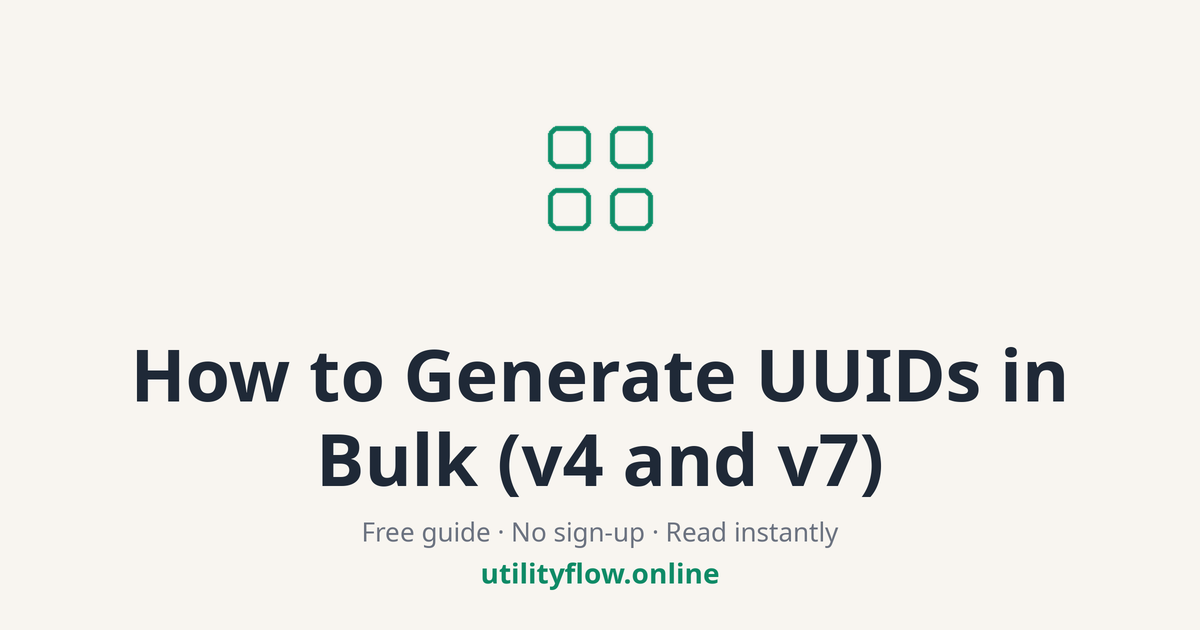 How to Generate UUIDs in
Bulk (v4 and v7)
Free guide · No sign-up · Read instantly
utilityflow.online